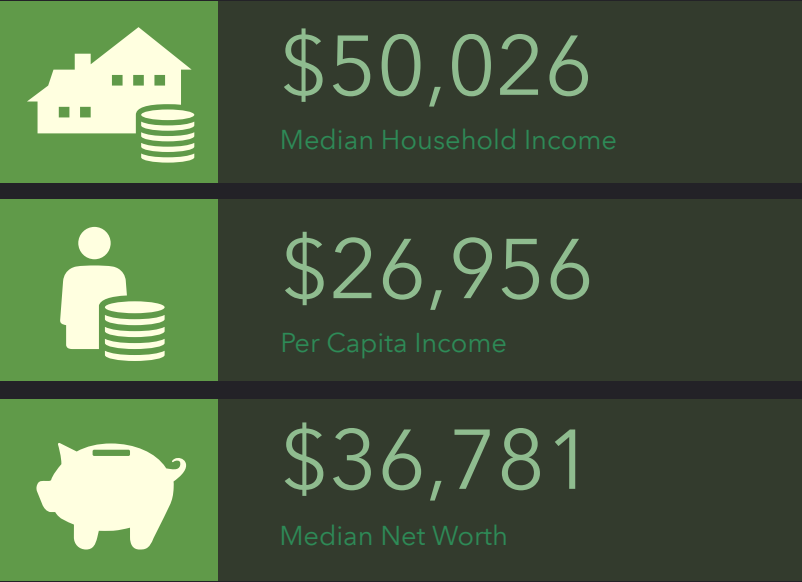 $50,026
Median Household Income
$26,956
Per Capita Income
$36,781
Median Net Worth